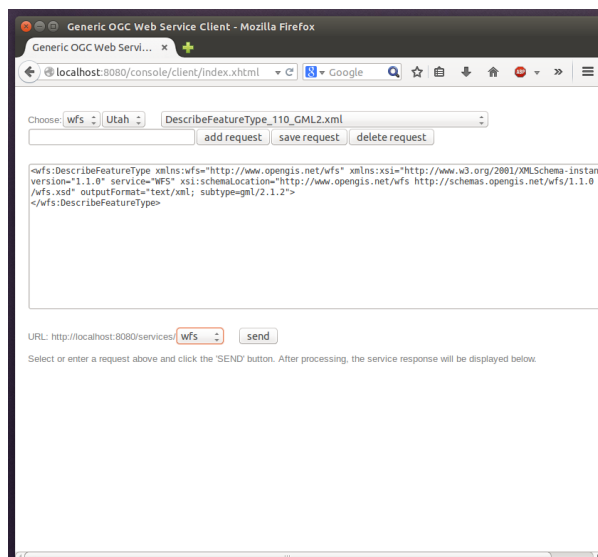 Generic OGC Web Service Client - Mozilla Firefox
Generic OGC Web Servi... ×
localhost:8080/console/client/index.xhtml
Google
ABP
Choose: wfs Utah DescribeFeatureType_110_GML2.xml
add request save request delete request
<wfs:DescribeFeatureType xmlns:wfs="http://www.opengis.net/wfs" xmlns:xsi="http://www.w3.org/2001/XMLSchema-instan
version="1.1.0" service="WFS" xsi:schemaLocation="http://www.opengis.net/wfs http://schemas.opengis.net/wfs/1.1.0
/wfs.xsd" outputFormat="text/xml; subtype=gml/2.1.2">
</wfs:DescribeFeatureType>
URL: http://localhost:8080/services/ wfs send
Select or enter a request above and click the 'SEND' button. After processing, the service response will be displayed below.